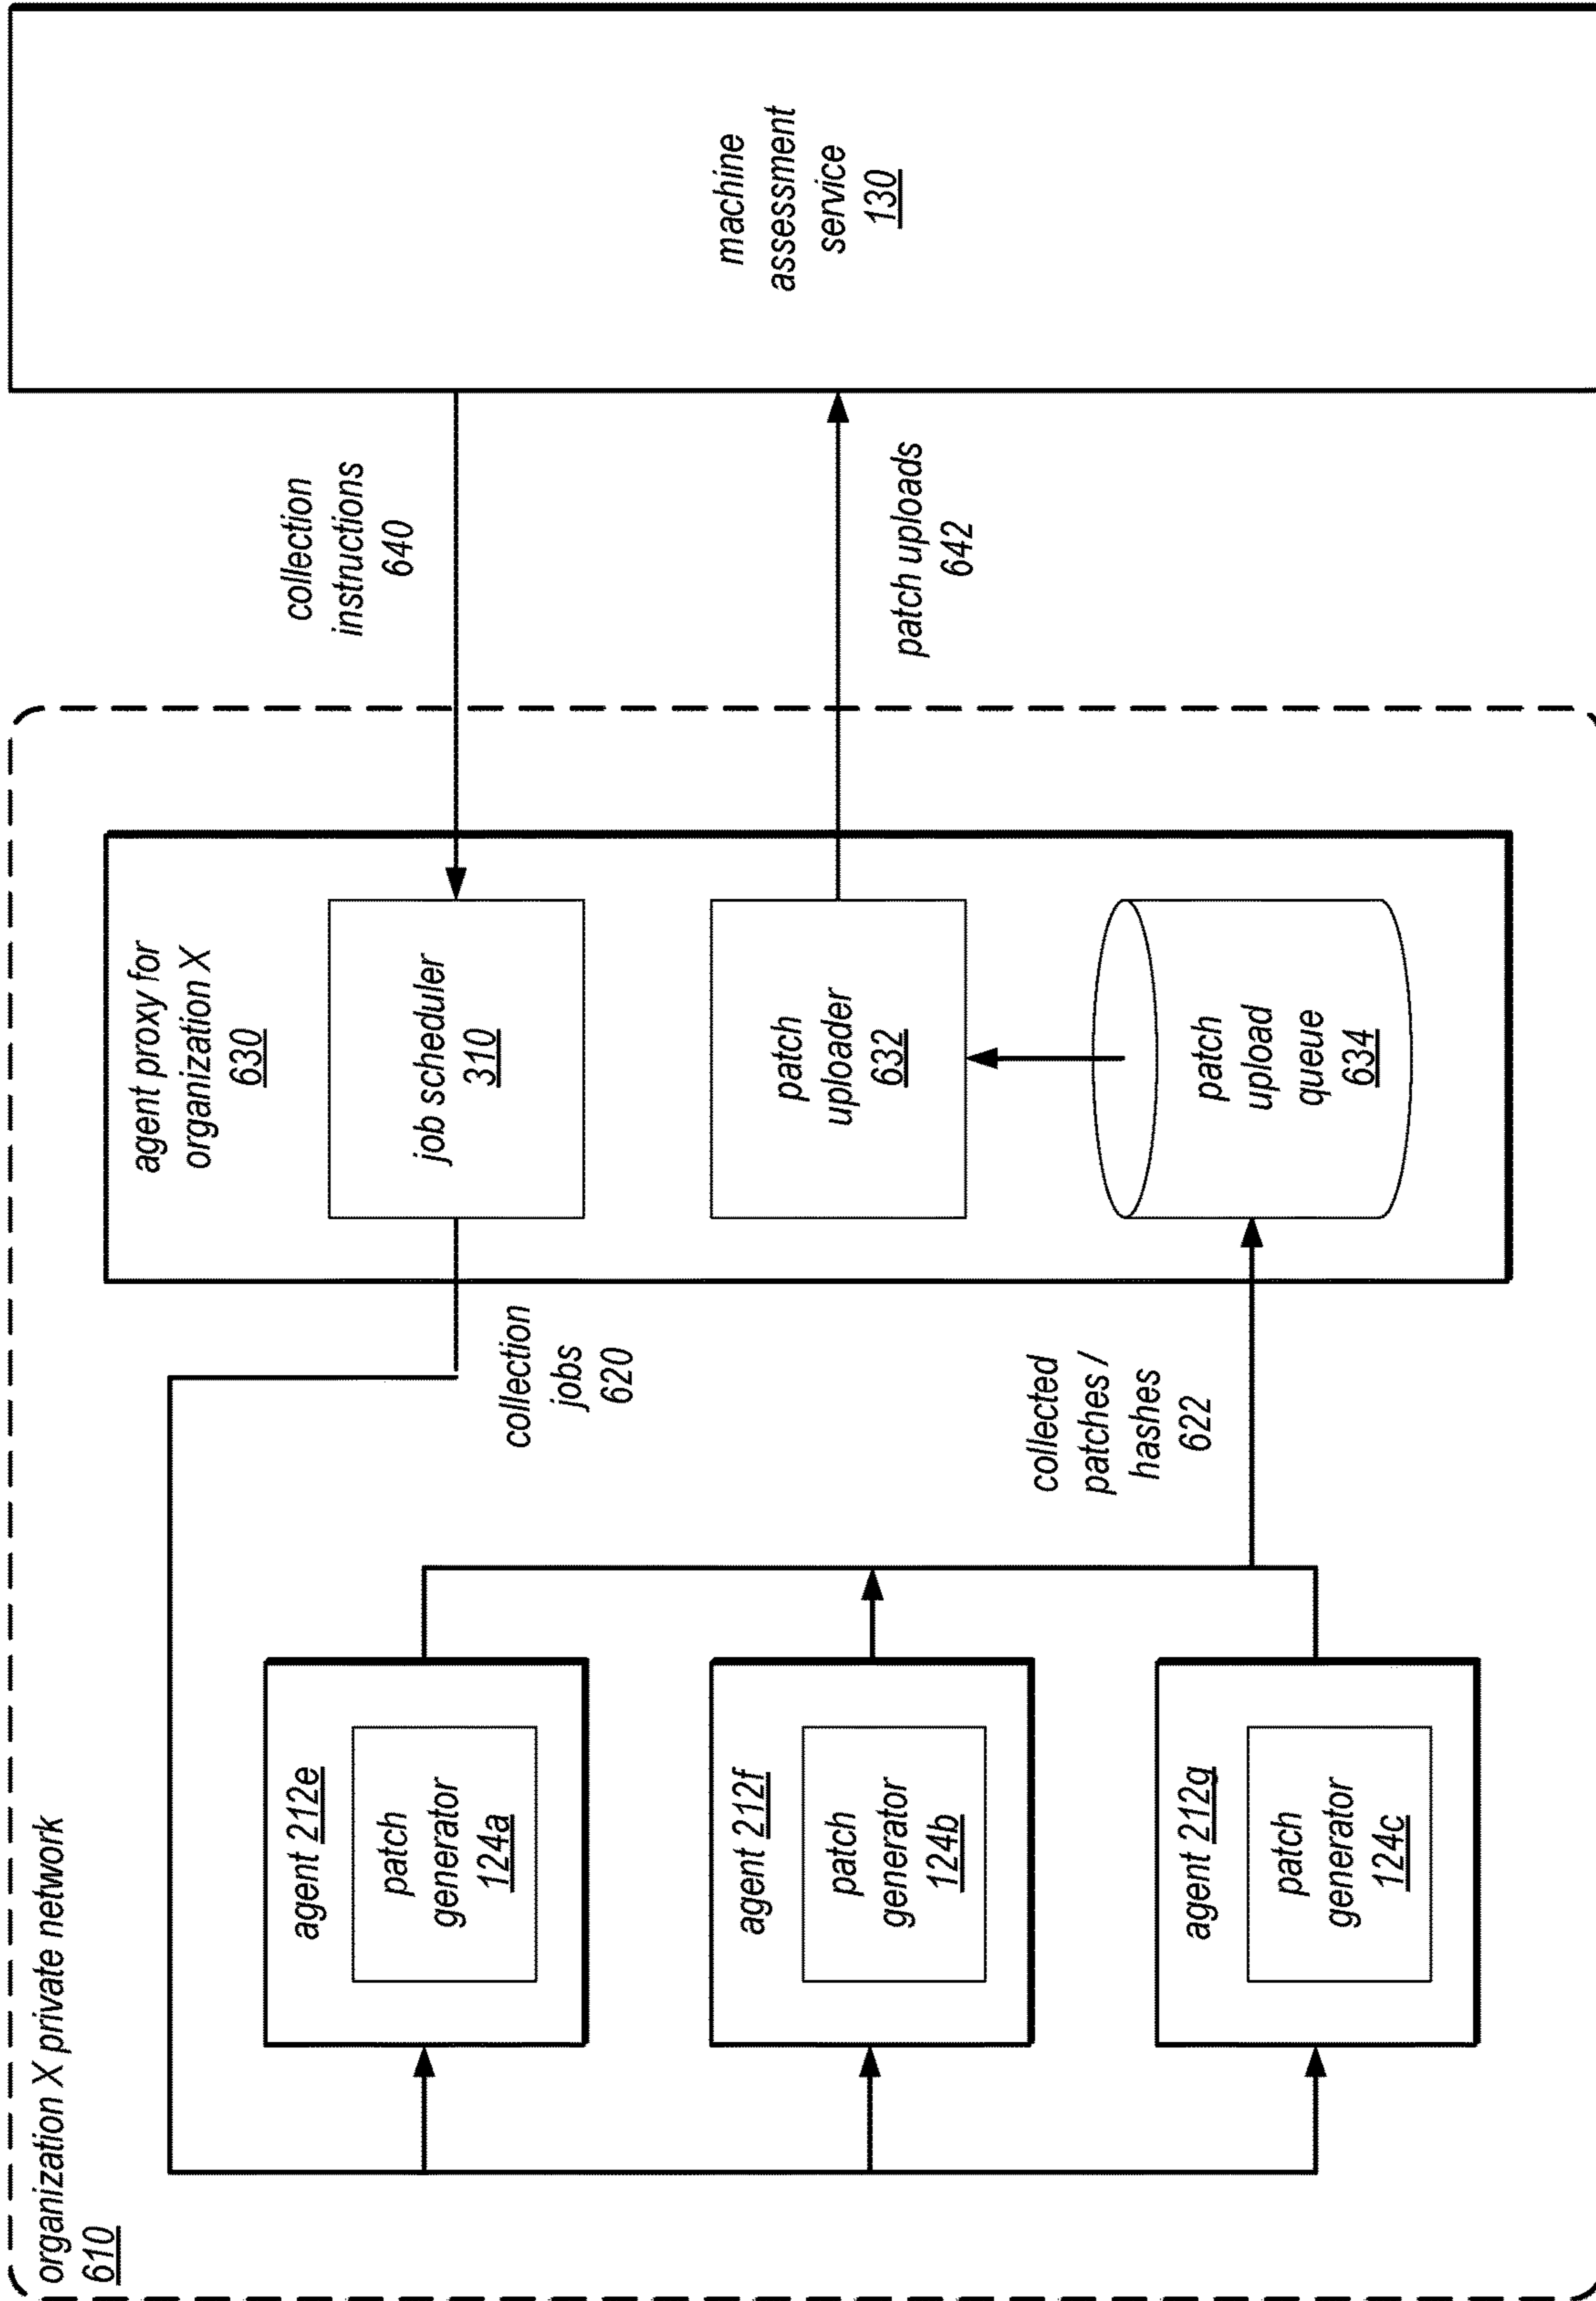 organization X private network
610
agent 212e
patch
generator
124a
agent 212f
patch
generator
124b
agent 212g
patch
generator
124c
collection
jobs
620
collected
patches /
hashes
622
agent proxy for
organization X
630
job scheduler
310
patch
uploader
632
patch
upload
queue
634
collection
instructions
640
patch uploads
642
machine
assessment
service
130